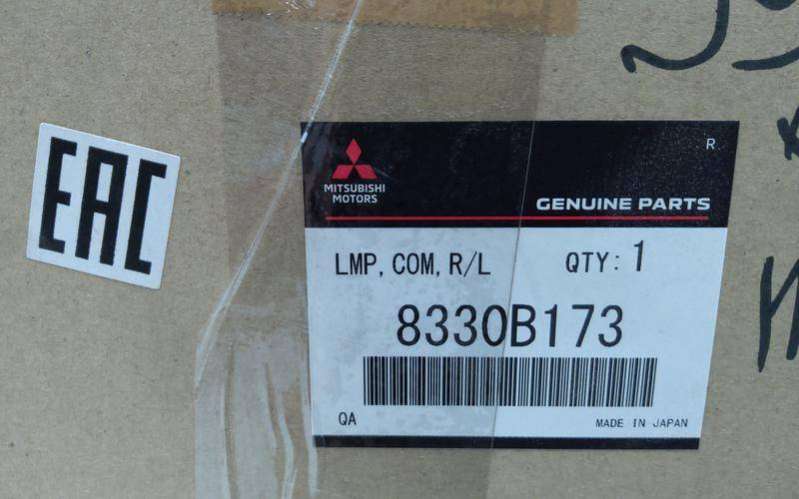 EAC
R
MITSUBISHI
MOTORS
GENUINE PARTS
LMP, COM, R/L QTY: 1
8330B173
QA MADE IN JAPAN